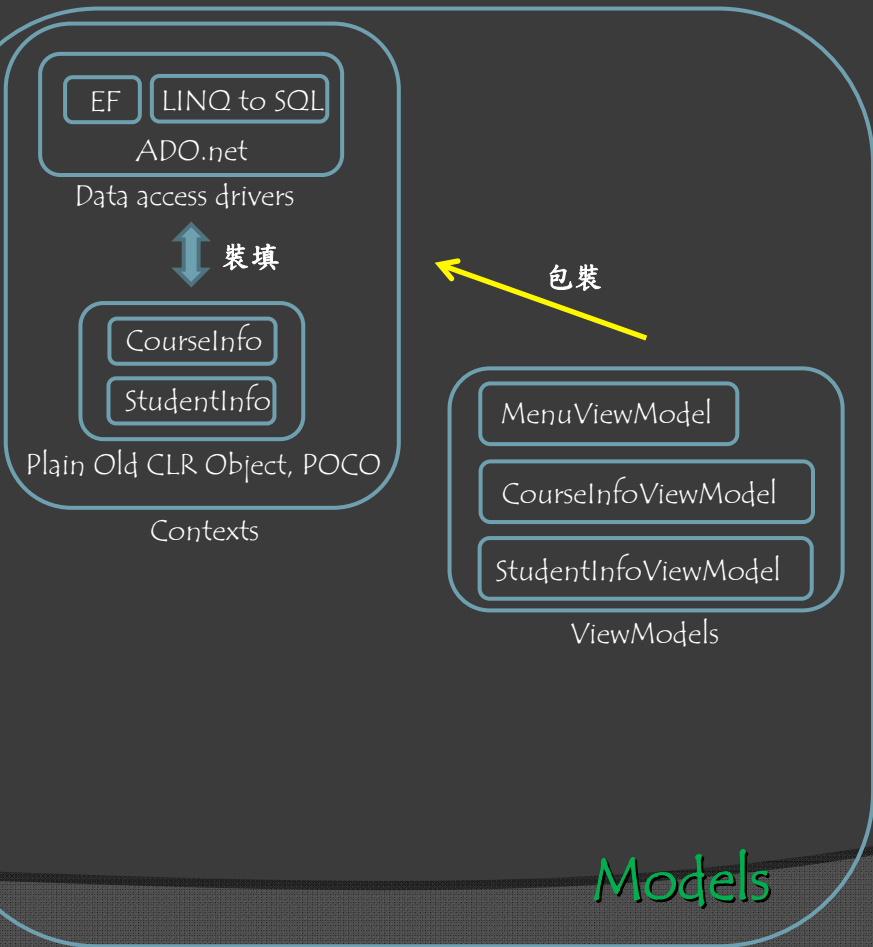 EF
LINQ to SQL
ADO.net
Data access drivers
裝填
包裝
CourseInfo
StudentInfo
Plain Old CLR Object, POCO
Contexts
MenuViewModel
CourseInfoViewModel
StudentInfoViewModel
ViewModels
Models